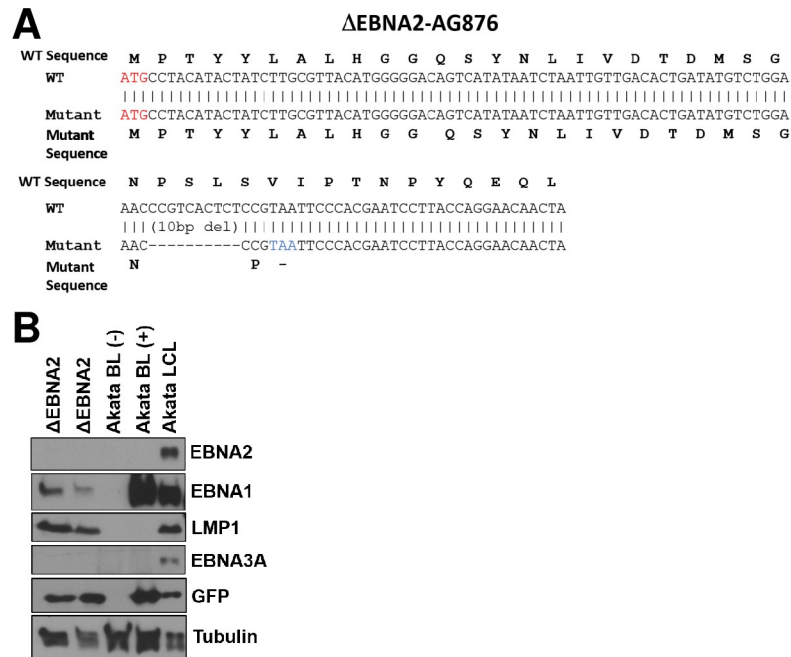 A
ΔEBNA2-AG876
WT Sequence M P T Y Y L A L H G G Q S Y N L I V D T D M S G
WT ATGCCTACATACTATCTTGCGTTACATGGGGGACAGTCATATAATCTAATTGTTGACACTGATATGTCTGGA
Mutant ATGCCTACATACTATCTTGCGTTACATGGGGGACAGTCATATAATCTAATTGTTGACACTGATATGTCTGGA
Mutant M P T Y Y L A L H G G Q S Y N L I V D T D M S G
Sequence
WT Sequence N P S L S V I P T N P Y Q E Q L
WT AACCCGTCACTCTCCGTAATTCCCACGAATCCTTACCAGGAACAACTA
|||(10bp del)|||||||||||||||||||||||||||||||||
Mutant AAC----------CCGTAATTCCCACGAATCCTTACCAGGAACAACTA
Mutant N P -
Sequence
B
ΔEBNA2
ΔEBNA2
Akata BL (-)
Akata BL (+)
Akata LCL
EBNA2
EBNA1
LMP1
EBNA3A
GFP
Tubulin